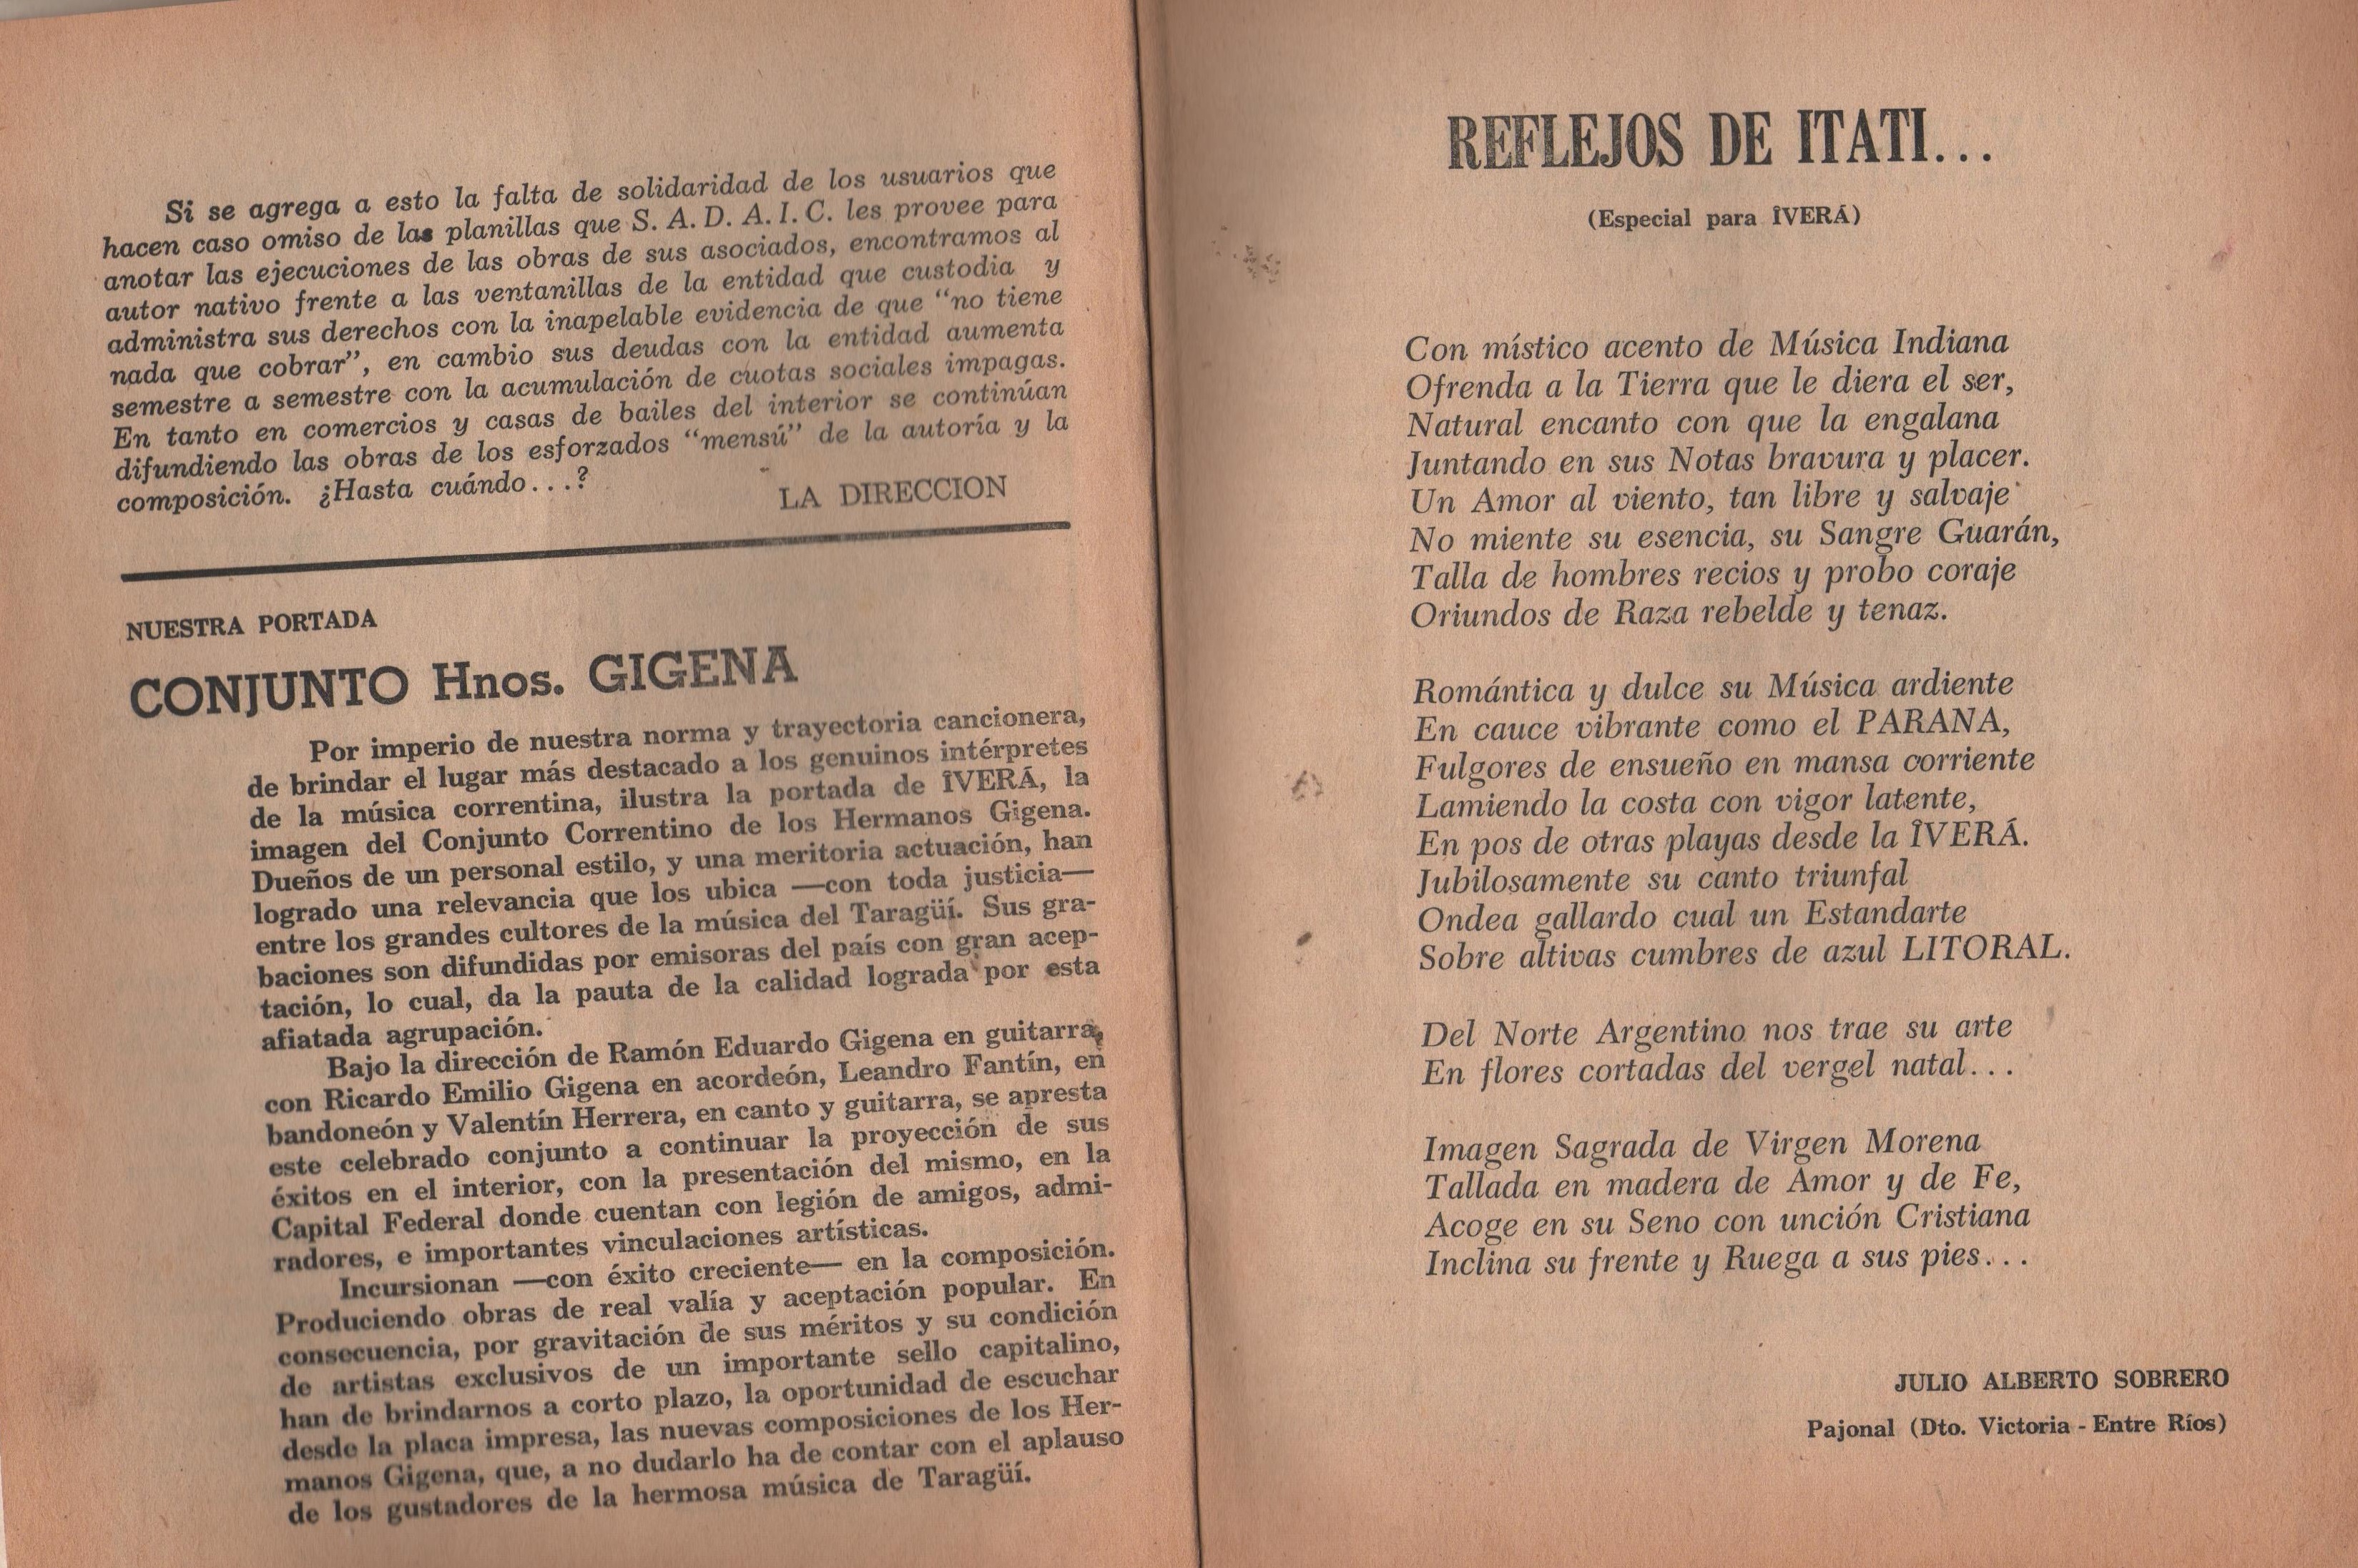 Si se agrega a esto la falta de solidaridad de los usuarios que
hacen caso omiso de las planillas que S. A. D. A. I. C. les provee para
anotar las ejecuciones de las obras de sus asociados, encontramos al
autor nativo frente a las ventanillas de la entidad que custodia y
administra sus derechos con la inapelable evidencia de que “no tiene
nada que cobrar”, en cambio sus deudas con la entidad aumenta
semestre a semestre con la acumulación de cuotas sociales impagas.
En tanto en comercios y casas de bailes del interior se continúan
difundiendo las obras de los esforzados “mensú” de la autoría y la
composición. ¿Hasta cuándo...?
LA DIRECCION
NUESTRA PORTADA
CONJUNTO Hnos. GIGENA
Por imperio de nuestra norma y trayectoria cancionera,
de brindar el lugar más destacado a los genuinos intérpretes
de la música correntina, ilustra la portada de ÎVERÁ, la
imagen del Conjunto Correntino de los Hermanos Gigena.
Dueños de un personal estilo, y una meritoria actuación, han
logrado una relevancia que los ubica —con toda justicia—
entre los grandes cultores de la música del Taragüí. Sus gra-
baciones son difundidas por emisoras del país con gran acep-
tación, lo cual, da la pauta de la calidad lograda por esta
afiatada agrupación.
Bajo la dirección de Ramón Eduardo Gigena en guitarra,
con Ricardo Emilio Gigena en acordeón, Leandro Fantín, en
bandoneón y Valentín Herrera, en canto y guitarra, se apresta
este celebrado conjunto a continuar la proyección de sus
éxitos en el interior, con la presentación del mismo, en la
Capital Federal donde cuentan con legión de amigos, admi-
radores, e importantes vinculaciones artísticas.
Incursionan —con éxito creciente— en la composición.
Produciendo obras de real valía y aceptación popular. En
consecuencia, por gravitación de sus méritos y su condición
de artistas exclusivos de un importante sello capitalino,
han de brindarnos a corto plazo, la oportunidad de escuchar
desde la placa impresa, las nuevas composiciones de los Her-
manos Gigena, que, a no dudarlo ha de contar con el aplauso
de los gustadores de la hermosa música de Taragüí.
REFLEJOS DE ITATI...
(Especial para ÎVERÁ)
Con místico acento de Música Indiana
Ofrenda a la Tierra que le diera el ser,
Natural encanto con que la engalana
Juntando en sus Notas bravura y placer.
Un Amor al viento, tan libre y salvaje
No miente su esencia, su Sangre Guarán,
Talla de hombres recios y probo coraje
Oriundos de Raza rebelde y tenaz.
Romántica y dulce su Música ardiente
En cauce vibrante como el PARANA,
Fulgores de ensueño en mansa corriente
Lamiendo la costa con vigor latente,
En pos de otras playas desde la ÎVERÁ.
Jubilosamente su canto triunfal
Ondea gallardo cual un Estandarte
Sobre altivas cumbres de azul LITORAL.
Del Norte Argentino nos trae su arte
En flores cortadas del vergel natal...
Imagen Sagrada de Virgen Morena
Tallada en madera de Amor y de Fe,
Acoge en su Seno con unción Cristiana
Inclina su frente y Ruega a sus pies...
JULIO ALBERTO SOBRERO
Pajonal (Dto. Victoria - Entre Ríos)